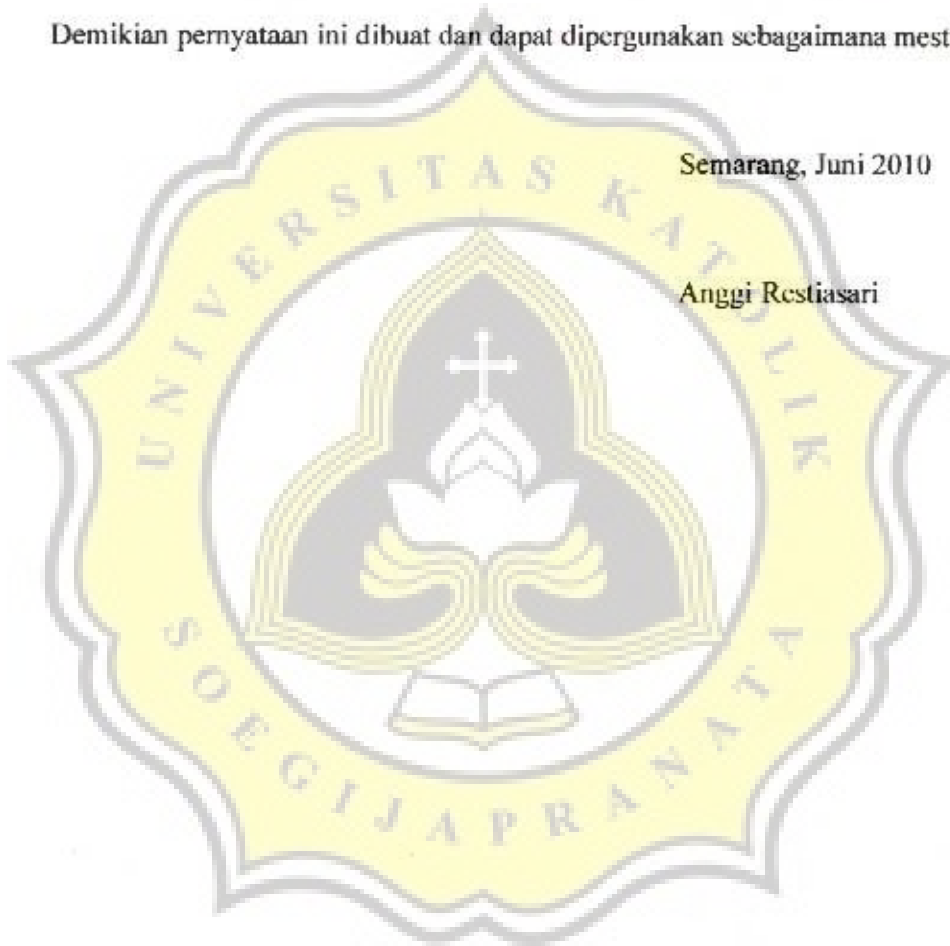 Demikian pernyataan ini dibuat dan dapat dipergunakan sebagaimana mest
Semarang, Juni 2010
Anggi Restiasari
UNIVERSITAS KATOLIK
SOEGIJAPRANATA